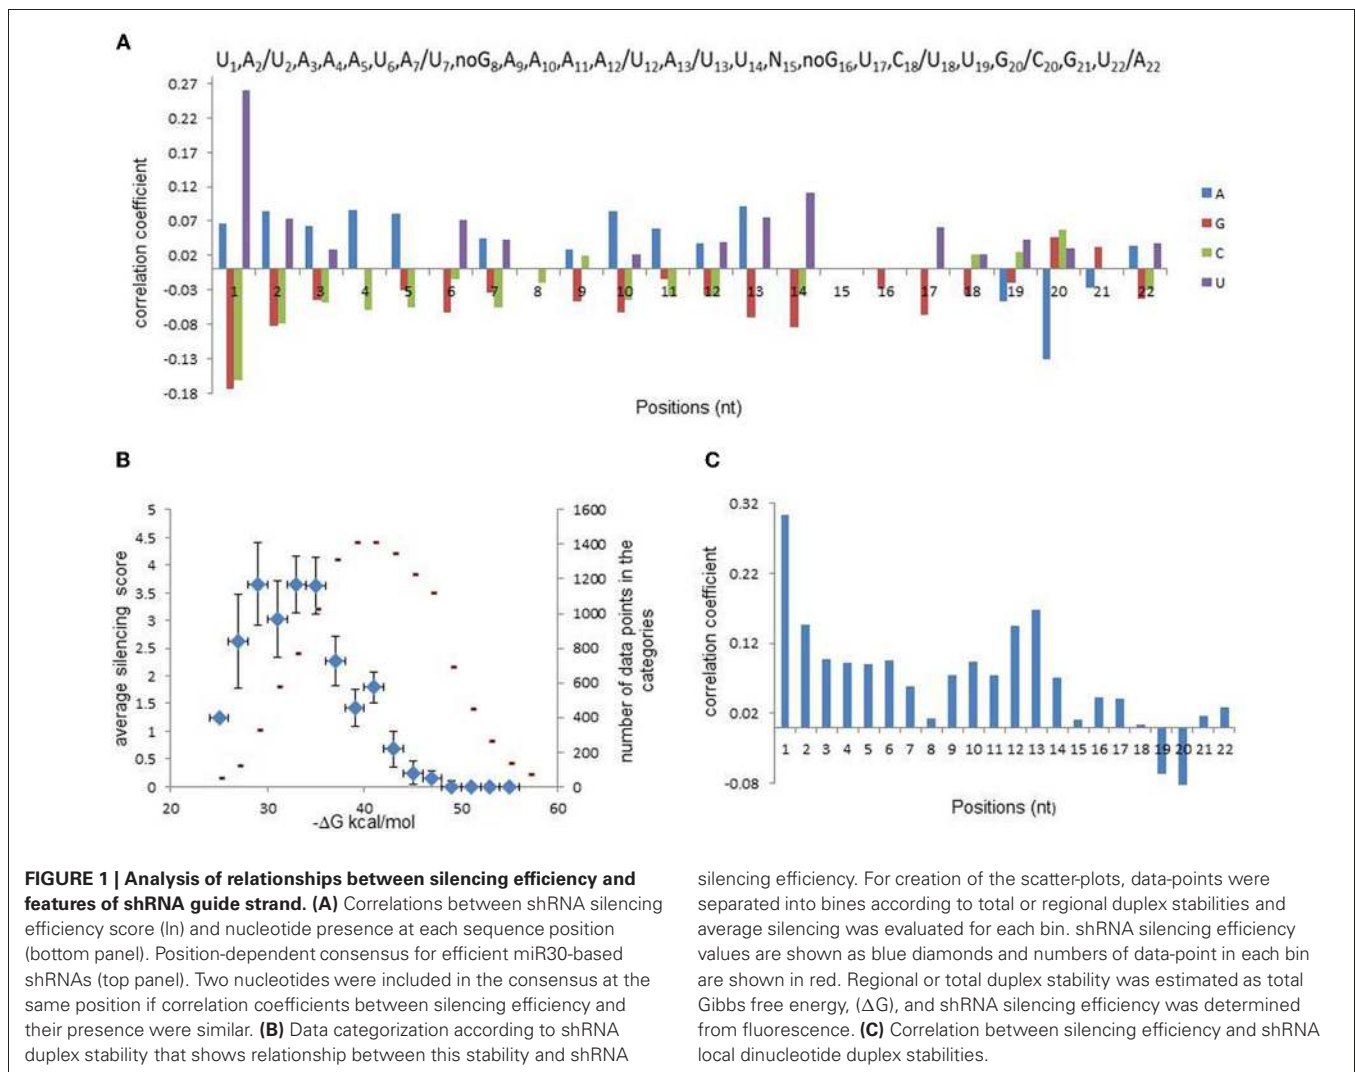 A
U1,A2/U2,A3,A4,A5,U6,A7/U7,noG8,A9,A10,A11,A12/U12,A13/U13,U14,N15,noG16,U17,C18/U18,U19,G20/C20,G21,U22/A22
0.27
0.22
0.17
0.12
0.07
0.02
-0.03
-0.08
-0.13
-0.18
correlation coefficient
1 2 3 4 5 6 7 8 9 10 11 12 13 14 15 16 17 18 19 20 21 22
Positions (nt)
A
G
C
U
B
5
4.5
4
3.5
3
2.5
2
1.5
1
0.5
0
average silencing score
1600
1400
1200
1000
800
600
400
200
0
number of data points in the
categories
20 30 40 50 60
-ΔG kcal/mol
C
0.32
0.22
0.12
0.02
-0.08
correlation coefficient
1 2 3 4 5 6 7 8 9 10 11 12 13 14 15 16 17 18 19 20 21 22
Positions (nt)
FIGURE 1 | Analysis of relationships between silencing efficiency and
features of shRNA guide strand. (A) Correlations between shRNA silencing
efficiency score (ln) and nucleotide presence at each sequence position
(bottom panel). Position-dependent consensus for efficient miR30-based
shRNAs (top panel). Two nucleotides were included in the consensus at the
same position if correlation coefficients between silencing efficiency and
their presence were similar. (B) Data categorization according to shRNA
duplex stability that shows relationship between this stability and shRNA
silencing efficiency. For creation of the scatter-plots, data-points were
separated into bines according to total or regional duplex stabilities and
average silencing was evaluated for each bin. shRNA silencing efficiency
values are shown as blue diamonds and numbers of data-point in each bin
are shown in red. Regional or total duplex stability was estimated as total
Gibbs free energy, (ΔG), and shRNA silencing efficiency was determined
from fluorescence. (C) Correlation between silencing efficiency and shRNA
local dinucleotide duplex stabilities.